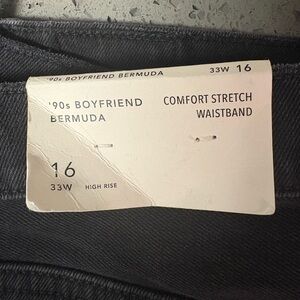 '90s BOYFRIEND BERMUDA 33W 16
'90s BOYFRIEND
BERMUDA
COMFORT STRETCH
WAISTBAND
16
33W HIGH RISE